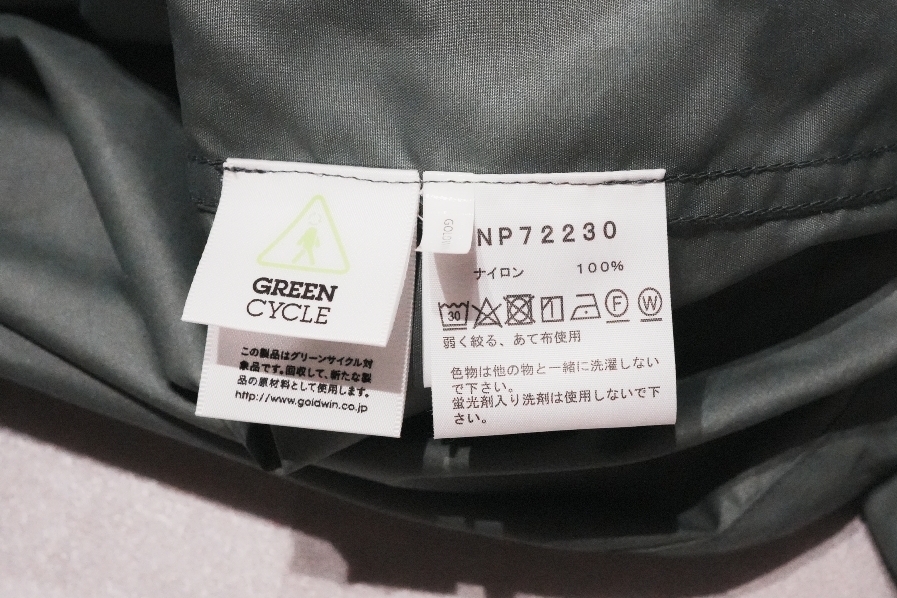 GREEN
CYCLE
この製品はグリーンサイクル対
象品です。回収して、新たな製
品の原材料として使用します。
http://www.goldwin.co.jp
NP72230
ナイロン 100%
30
F
W
弱く絞る、あて布使用
色物は他の物と一緒に洗濯しない
で下さい。
蛍光剤入り洗剤は使用しないで下
さい。